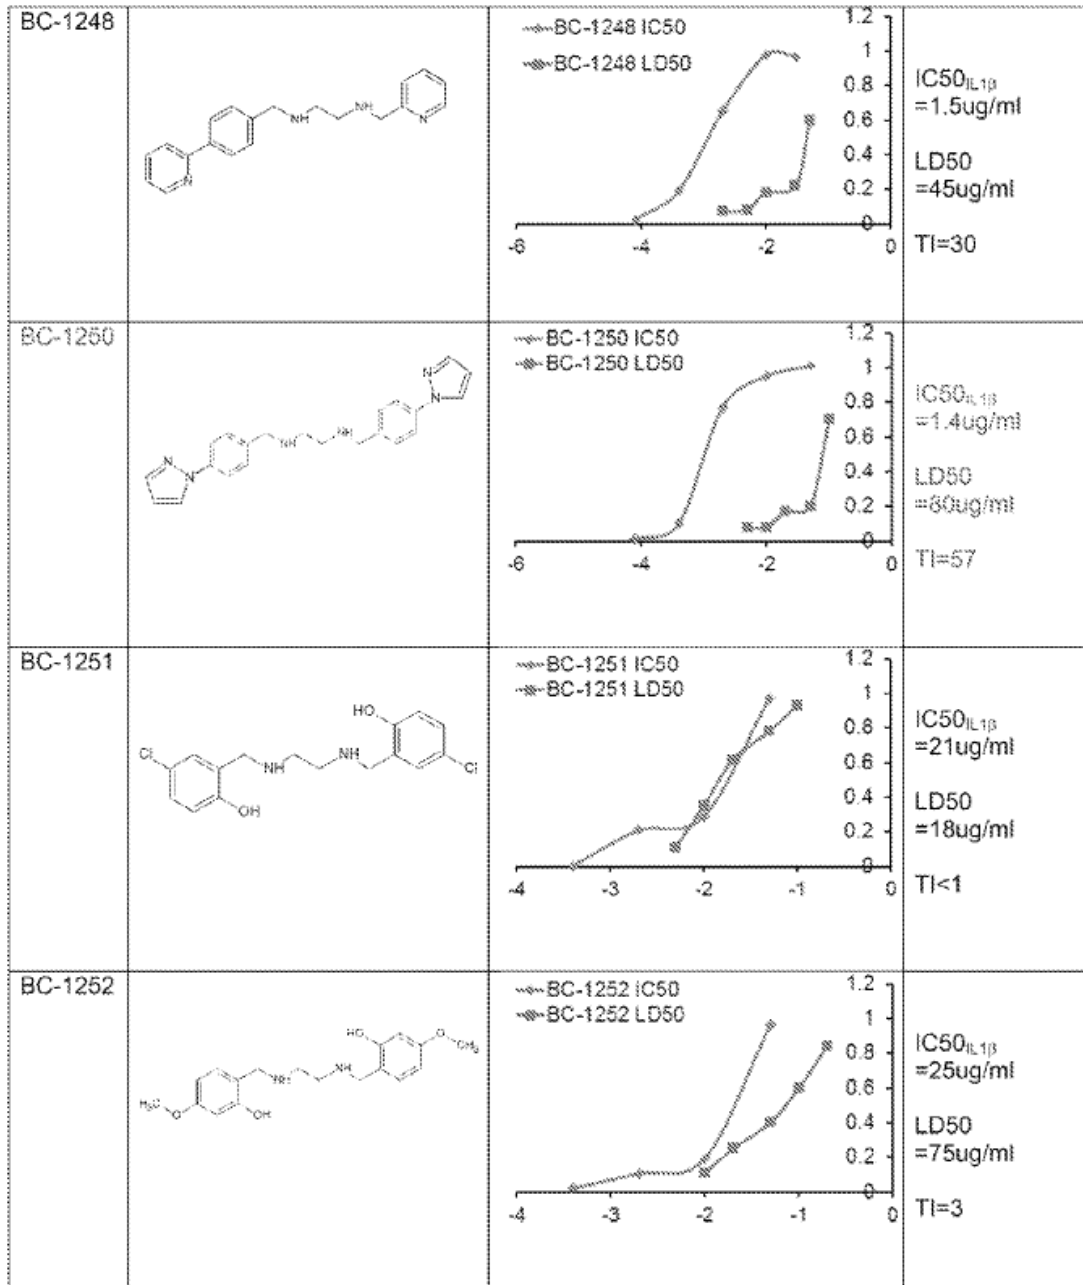 BC-1248
NH
NH
N
N
BC-1248 IC50
BC-1248 LD50
1.2
1
0.8
0.6
0.4
0.2
0
-6
-4
-2
0
IC50IL1β
=1.5ug/ml
LD50
=45ug/ml
TI=30
BC-1250
N
N
NH
NH
N
N
BC-1250 IC50
BC-1250 LD50
1.2
1
0.8
0.6
0.4
0.2
0
-6
-4
-2
0
IC50IL1β
=1.4ug/ml
LD50
=80ug/ml
TI=57
BC-1251
HO
Cl
NH
NH
Cl
OH
BC-1251 IC50
BC-1251 LD50
1.2
1
0.8
0.6
0.4
0.2
0
-4
-3
-2
-1
0
IC50IL1β
=21ug/ml
LD50
=18ug/ml
TI<1
BC-1252
HO
O
CH3
NH
NH
H3C
O
OH
BC-1252 IC50
BC-1252 LD50
1.2
1
0.8
0.6
0.4
0.2
0
-4
-3
-2
-1
0
IC50IL1β
=25ug/ml
LD50
=75ug/ml
TI=3